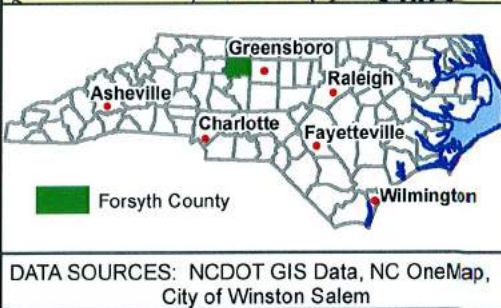 Greensboro
Raleigh
Asheville
Charlotte
Fayetteville
Wilmington
Forsyth County
DATA SOURCES: NCDOT GIS Data, NC OneMap,
City of Winston Salem